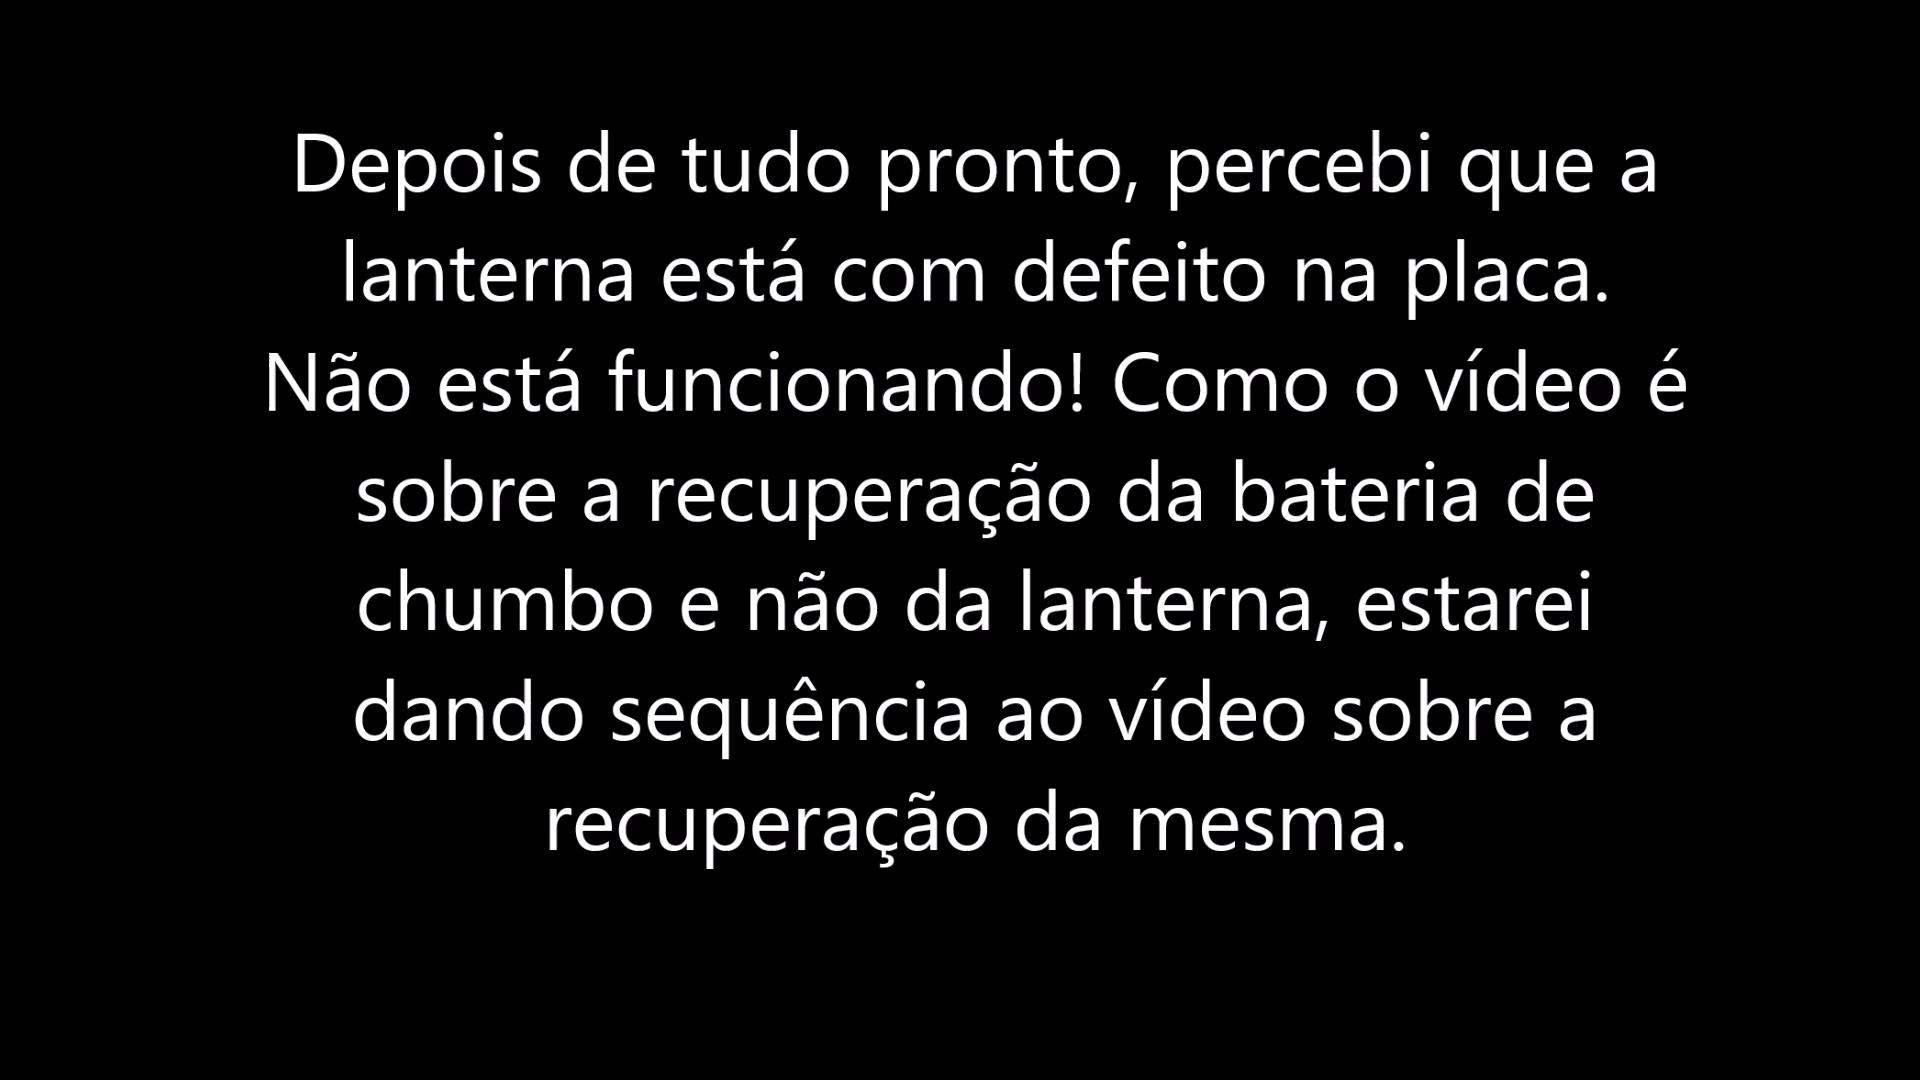 Depois de tudo pronto, percebi que a
lanterna está com defeito na placa.
Não está funcionando! Como o vídeo é
sobre a recuperação da bateria de
chumbo e não da lanterna, estarei
dando sequência ao vídeo sobre a
recuperação da mesma.